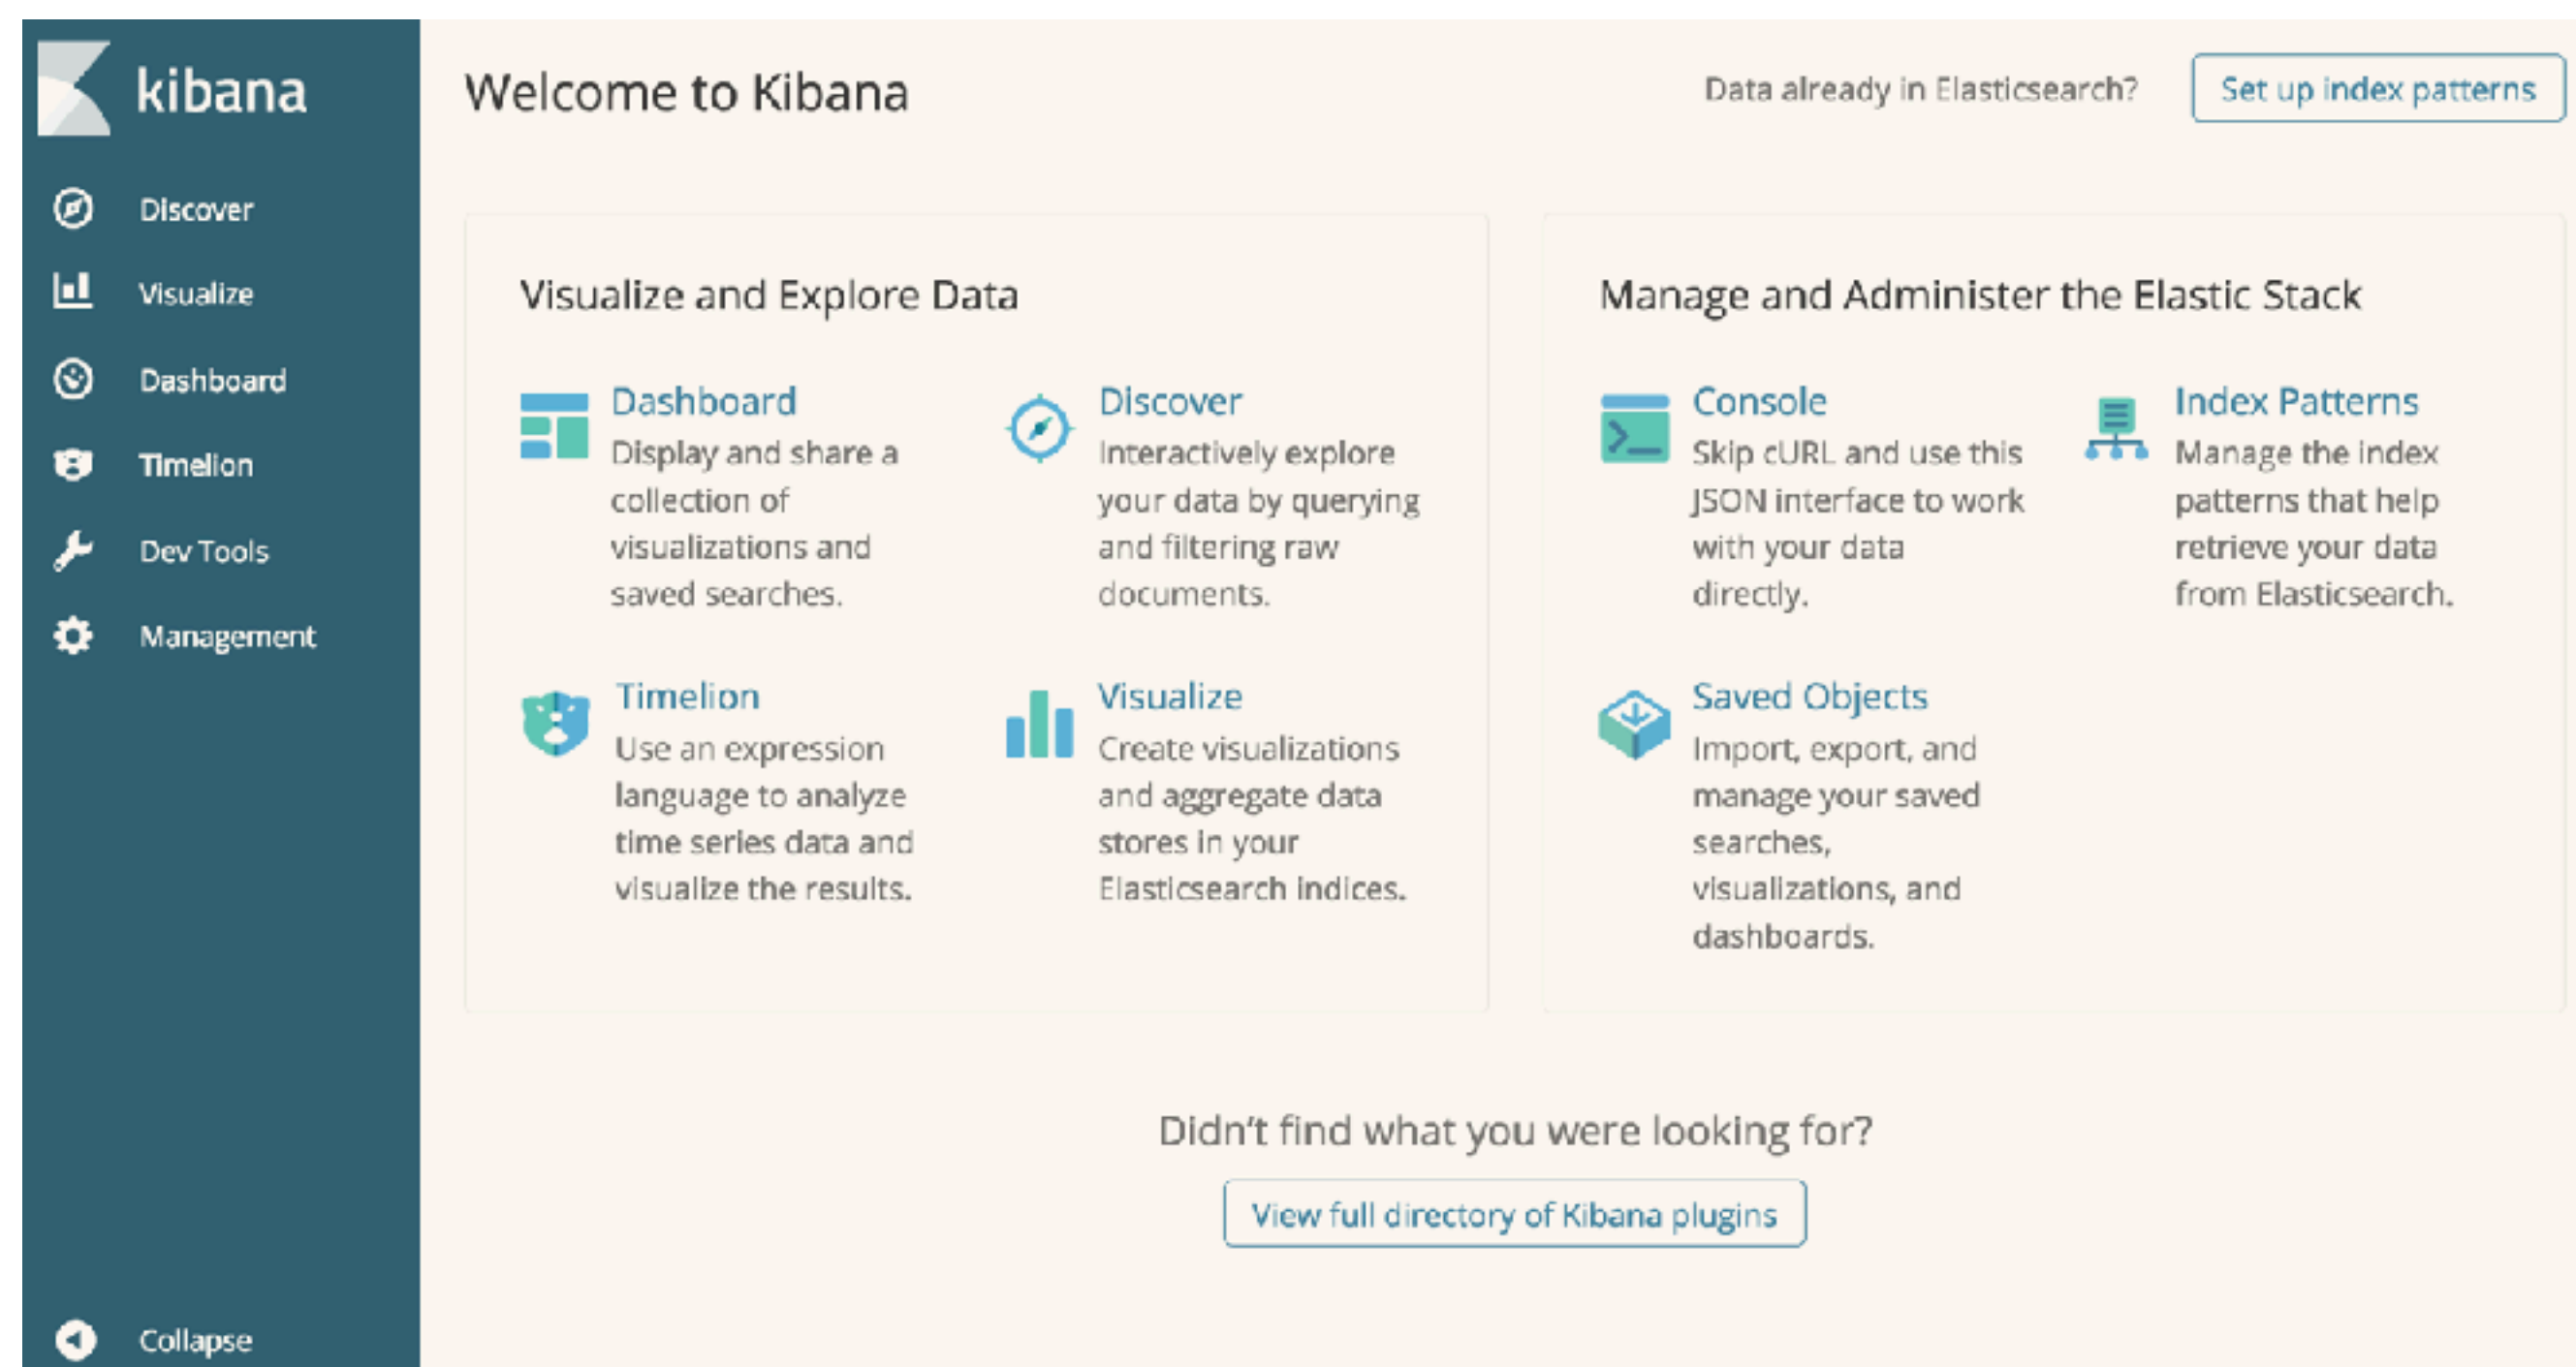 kibana
Discover
Visualize
Dashboard
Timelion
Dev Tools
Management
Collapse
Welcome to Kibana
Data already in Elasticsearch?
Set up index patterns
Visualize and Explore Data
Dashboard
Display and share a
collection of
visualizations and
saved searches.
Discover
Interactively explore
your data by querying
and filtering raw
documents.
Timelion
Use an expression
language to analyze
time series data and
visualize the results.
Visualize
Create visualizations
and aggregate data
stores in your
Elasticsearch indices.
Manage and Administer the Elastic Stack
Console
Skip cURL and use this
JSON interface to work
with your data
directly.
Index Patterns
Manage the index
patterns that help
retrieve your data
from Elasticsearch.
Saved Objects
Import, export, and
manage your saved
searches,
visualizations, and
dashboards.
Didn't find what you were looking for?
View full directory of Kibana plugins